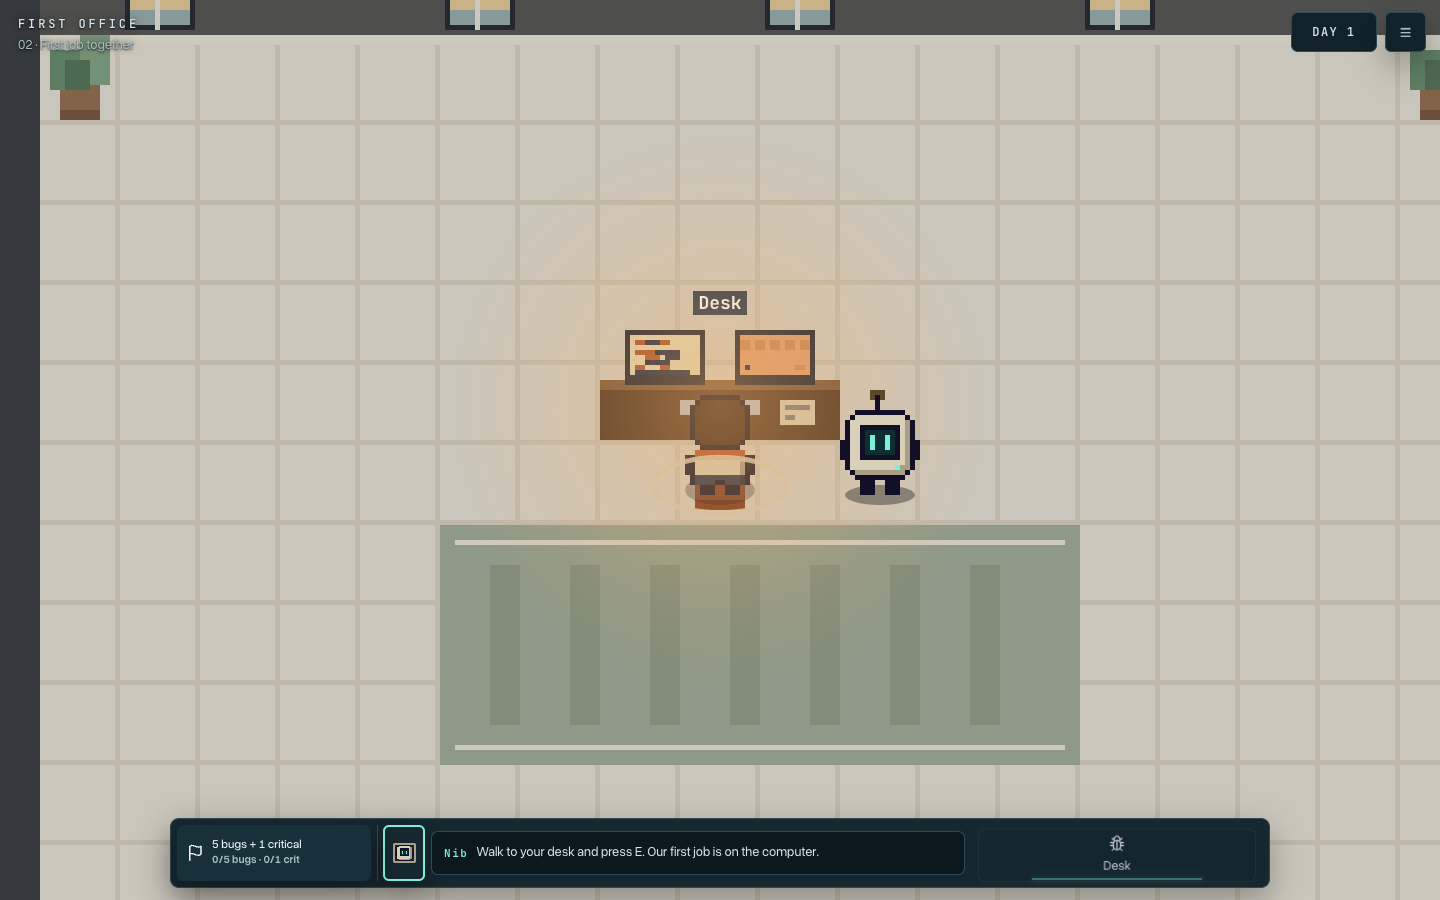 FIRST OFFICE
02 · First job together
DAY 1
Desk
5 bugs + 1 critical
0/5 bugs · 0/1 crit
Nib Walk to your desk and press E. Our first job is on the computer.
Desk